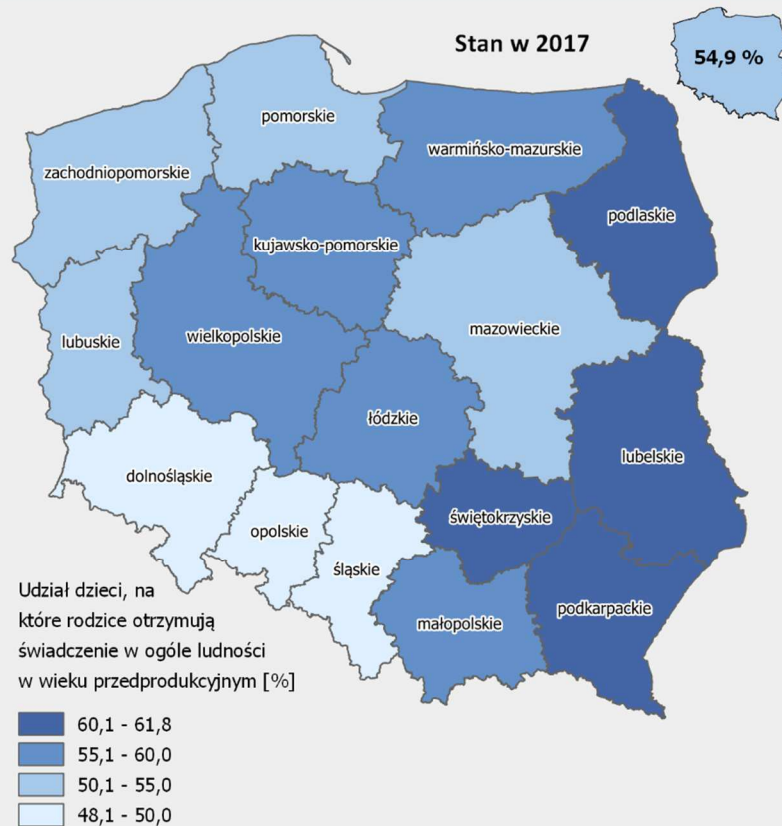 Stan w 2017
54,9 %
pomorskie
warmińsko-mazurskie
zachodniopomorskie
podlaskie
kujawsko-pomorskie
mazowieckie
wielkopolskie
lubuskie
łódzkie
lubelskie
dolnośląskie
świętokrzyskie
opolskie
śląskie
podkarpackie
małopolskie
Udział dzieci, na
które rodzice otrzymują
świadczenie w ogóle ludności
w wieku przedprodukcyjnym [%]
60,1 - 61,8
55,1 - 60,0
50,1 - 55,0
48,1 - 50,0